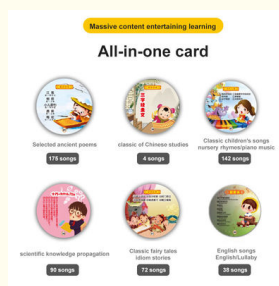 Massive content entertaining learning
All-in-one card
Selected ancient poems
175 songs
classic of Chinese studies
4 songs
Classic children's songs
nursery rhymes/piano music
142 songs
scientific knowledge propagation
90 songs
Classic fairy tales
idiom stories
72 songs
English songs
English/Lullaby
38 songs